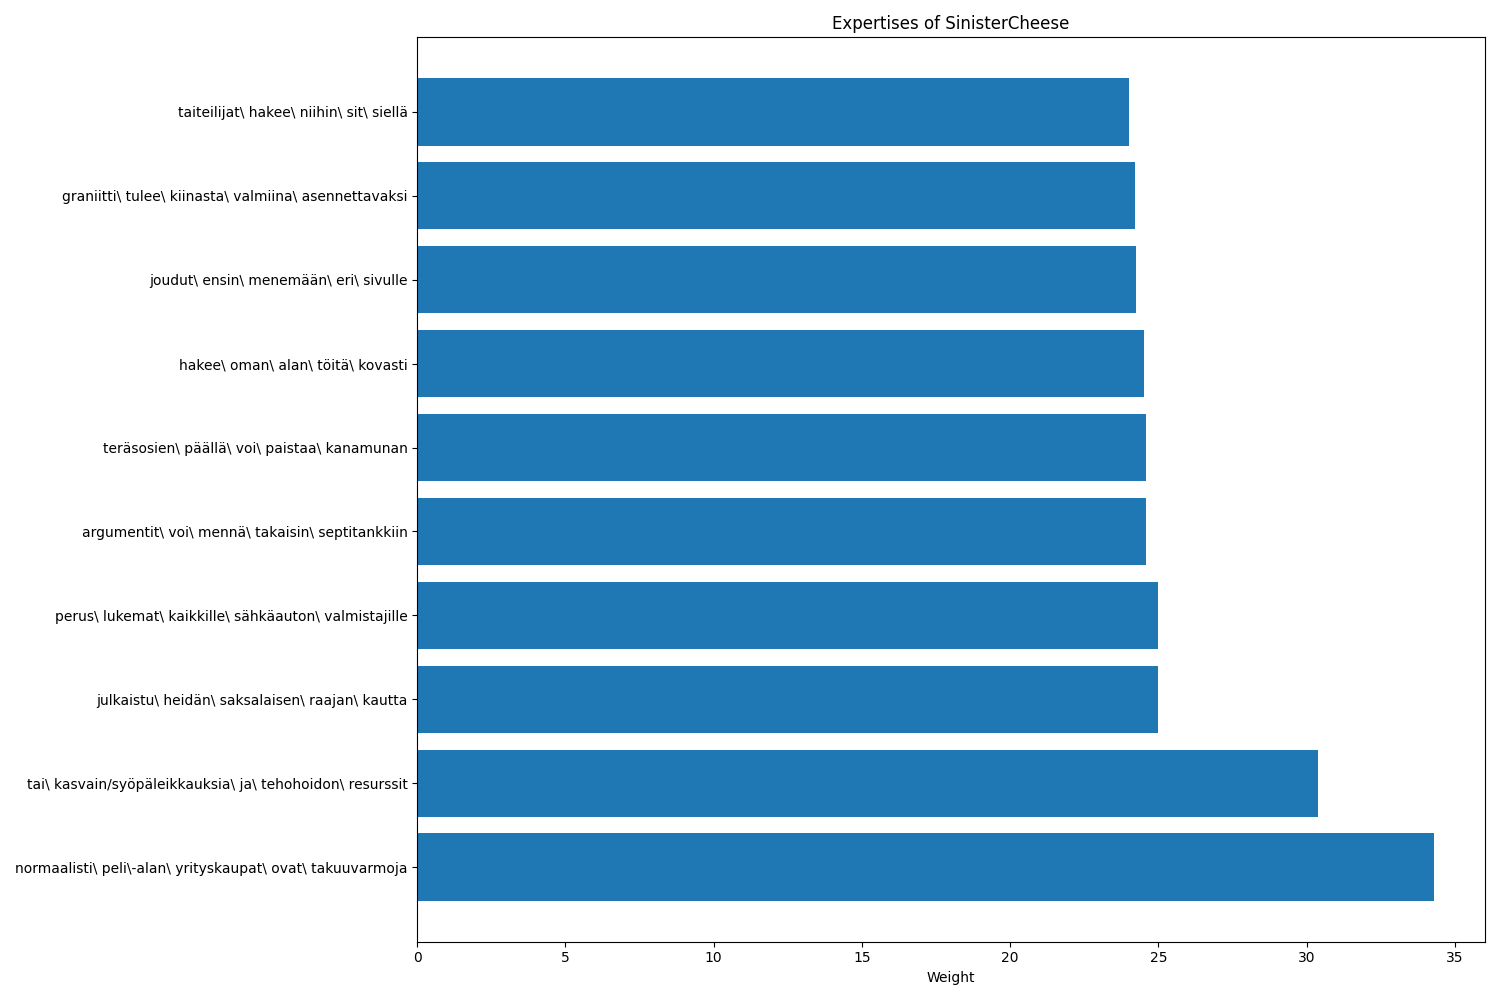 Expertises of SinisterCheese
taiteilijat\ hakee\ niihin\ sit\ siellä
graniitti\ tulee\ kiinasta\ valmiina\ asennettavaksi
joudut\ ensin\ menemään\ eri\ sivulle
hakee\ oman\ alan\ töitä\ kovasti
teräsosien\ päällä\ voi\ paistaa\ kanamunan
argumentit\ voi\ mennä\ takaisin\ septitankkiin
perus\ lukemat\ kaikkille\ sähkäauton\ valmistajille
julkaistu\ heidän\ saksalaisen\ raajan\ kautta
tai\ kasvain/syöpäleikkauksia\ ja\ tehohoidon\ resurssit
normaalisti\ peli\-alan\ yrityskaupat\ ovat\ takuuvarmoja
0 5 10 15 20 25 30 35
Weight